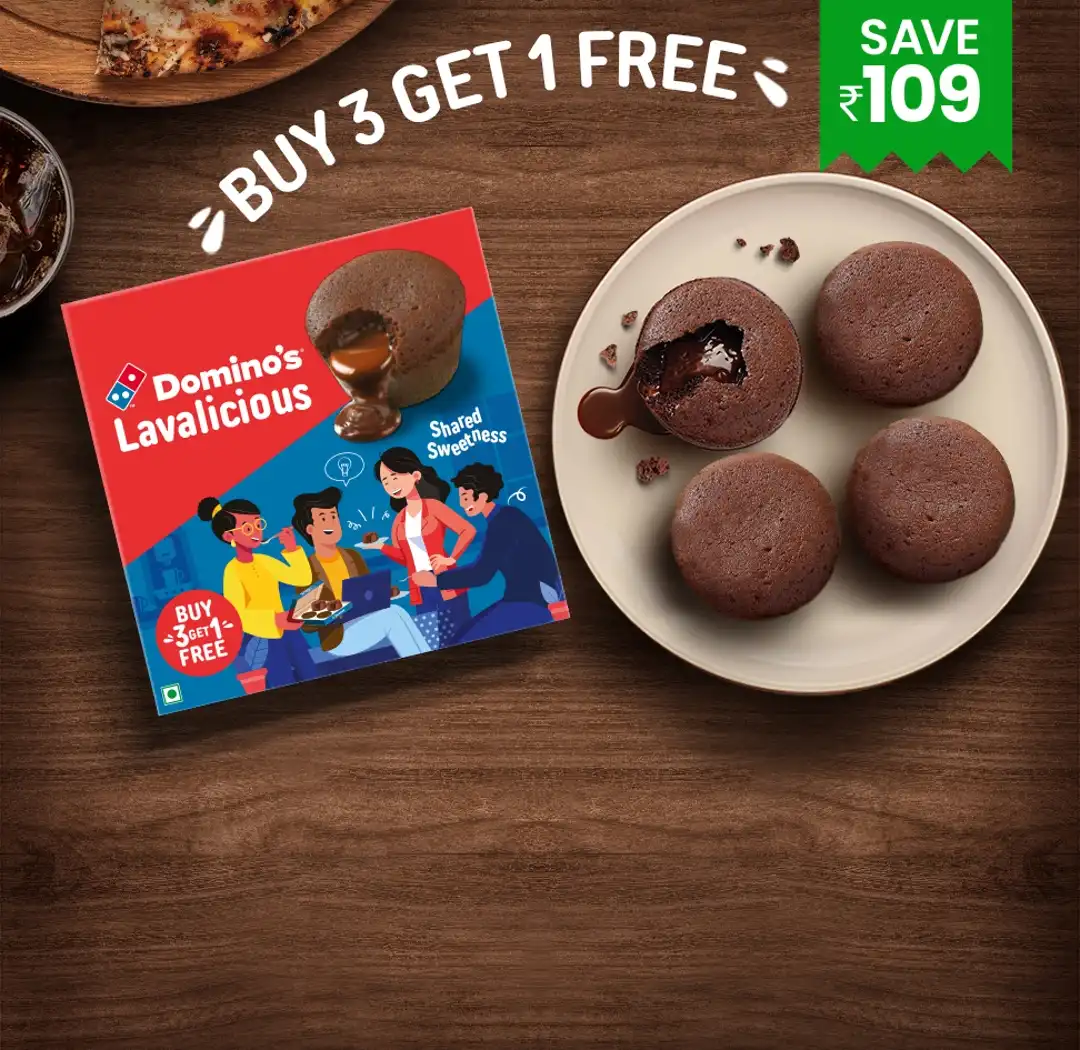 BUY 3 GET 1 FREE
SAVE
₹109
Domino's
Lavalicious
Shared
Sweetness
BUY
3 GET 1
FREE